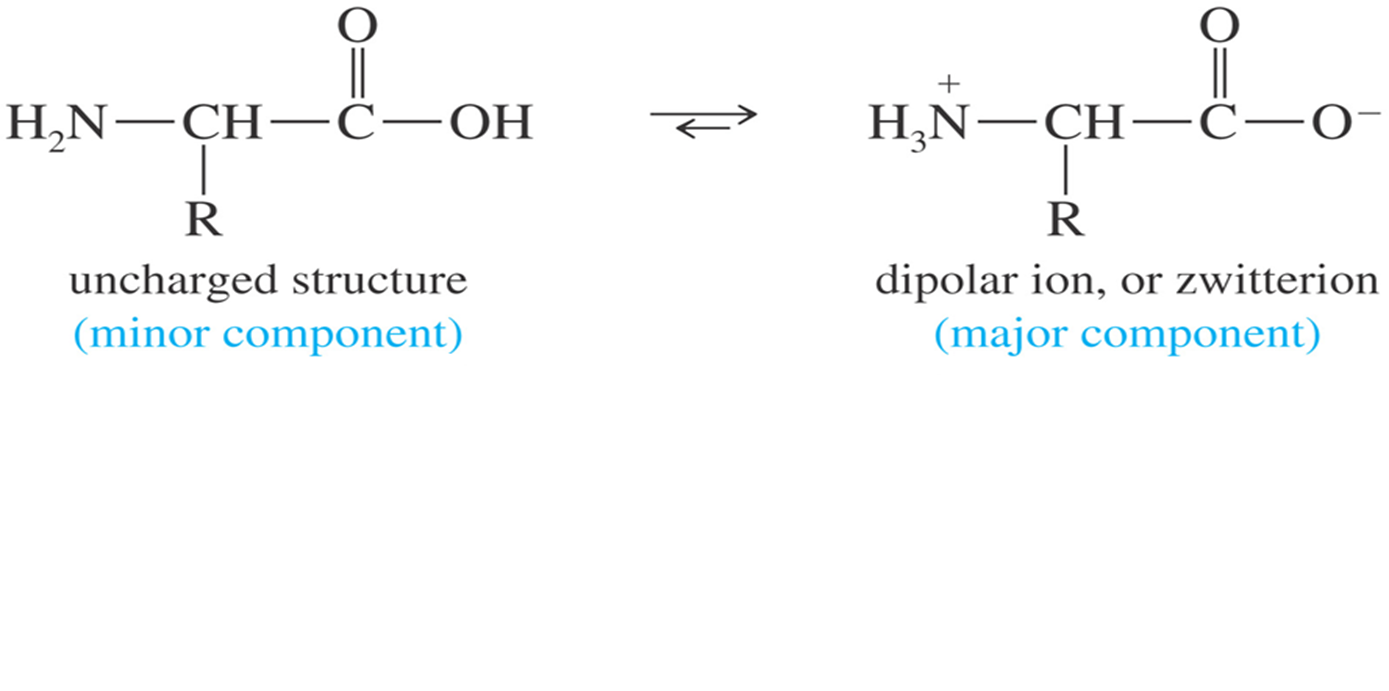 O O
+
H₂N—CH—C—OH H₃N—CH—C—O⁻
R R
uncharged structure dipolar ion, or zwitterion
(minor component) (major component)